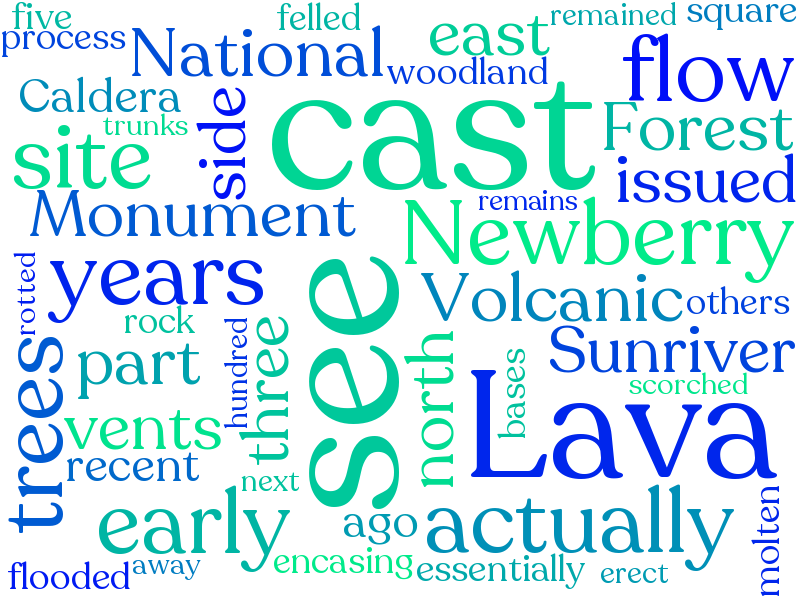 five
felled
remained
square
process
National
east
woodland
flow
Caldera
trunks
side
cast
Forest
site
issued
Monument
remains
Newberry
rotted
years
see
Volcanic
others
rock
hundred
three
north
Sunriver
trees
part
bases
scorched
vents
Lava
recent
next
early
ago
actually
molten
flooded
away
encasing
essentially
erect